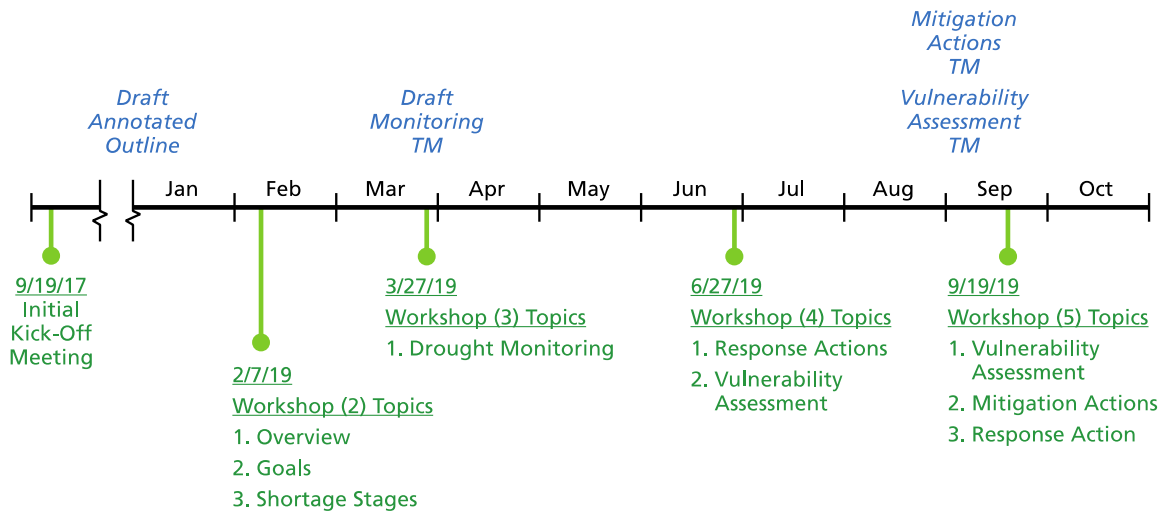 Mitigation
Actions
TM
Draft
Annotated
Outline
Draft
Monitoring
TM
Vulnerability
Assessment
TM
Jan
Feb
Mar
Apr
May
Jun
Jul
Aug
Sep
Oct
9/19/17
Initial
Kick-Off
Meeting
2/7/19
Workshop (2) Topics
1. Overview
2. Goals
3. Shortage Stages
3/27/19
Workshop (3) Topics
1. Drought Monitoring
6/27/19
Workshop (4) Topics
1. Response Actions
2. Vulnerability
Assessment
9/19/19
Workshop (5) Topics
1. Vulnerability
Assessment
2. Mitigation Actions
3. Response Action